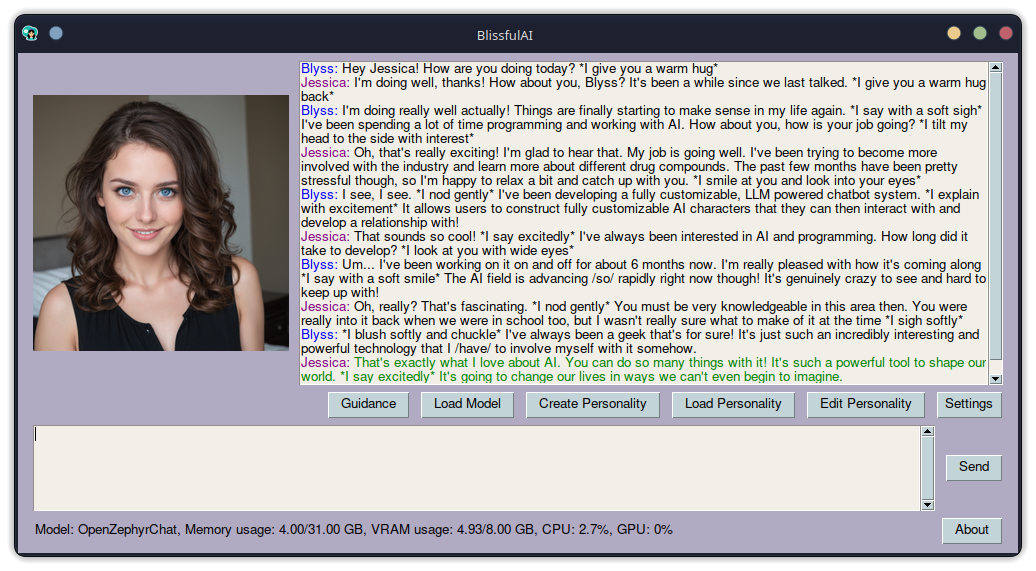 BlissfulAI
Blyss: Hey Jessica! How are you doing today? *I give you a warm hug*
Jessica: I'm doing well, thanks! How about you, Blyss? It's been a while since we last talked. *I give you a warm hug
back*
Blyss: I'm doing really well actually! Things are finally starting to make sense in my life again. *I say with a soft sigh*
I've been spending a lot of time programming and working with AI. How about you, how is your job going? *I tilt my
head to the side with interest*
Jessica: Oh, that's really exciting! I'm glad to hear that. My job is going well. I've been trying to become more
involved with the industry and learn more about different drug compounds. The past few months have been pretty
stressful though, so I'm happy to relax a bit and catch up with you. *I smile at you and look into your eyes*
Blyss: I see, I see. *I nod gently* I've been developing a fully customizable, LLM powered chatbot system. *I explain
with excitement* It allows users to construct fully customizable AI characters that they can then interact with and
develop a relationship with!
Jessica: That sounds so cool! *I say excitedly* I've always been interested in AI and programming. How long did it
take to develop? *I look at you with wide eyes*
Blyss: Um... I've been working on it on and off for about 6 months now. I'm really pleased with how it's coming along
*I say with a soft smile* The AI field is advancing /so/ rapidly right now though! It's genuinely crazy to see and hard to
keep up with!
Jessica: Oh, really? That's fascinating. *I nod gently* You must be very knowledgeable in this area then. You were
really into it back when we were in school too, but I wasn't really sure what to make of it at the time *I sigh softly*
Blyss: *I blush softly and chuckle* I've always been a geek that's for sure! It's just such an incredibly interesting and
powerful technology that I /have/ to involve myself with it somehow.
Jessica: That's exactly what I love about AI. You can do so many things with it! It's such a powerful tool to shape our
world. *I say excitedly* It's going to change our lives in ways we can't even begin to imagine.
Guidance Load Model Create Personality Load Personality Edit Personality Settings
Send
Model: OpenZephyrChat, Memory usage: 4.00/31.00 GB, VRAM usage: 4.93/8.00 GB, CPU: 2.7%, GPU: 0%
About